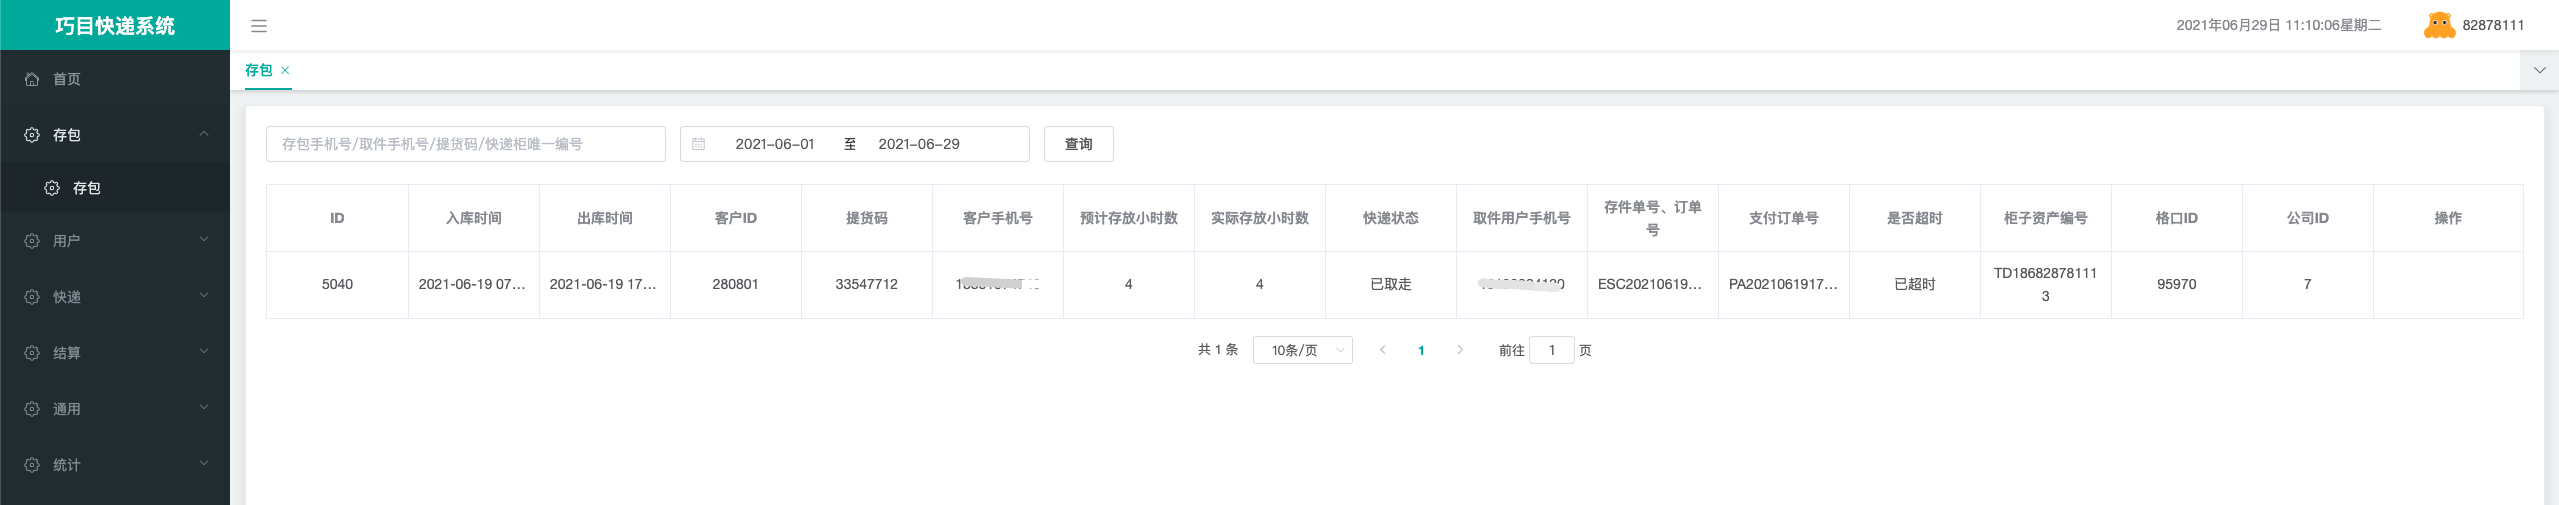 巧目快递系统
2021年06月29日 11:10:06星期二
82878111
首页
存包
存包
用户
快递
结算
通用
统计
存包
存包手机号/取件手机号/提货码/快递柜唯一编号
2021-06-01 至 2021-06-29
查询
ID 入库时间 出库时间 客户ID 提货码 客户手机号 预计存放小时数 实际存放小时数 快递状态 取件用户手机号 存件单号、订单
号 支付订单号 是否超时 柜子资产编号 格口ID 公司ID 操作
5040 2021-06-19 07... 2021-06-19 17... 280801 33547712 4 4 已取走 ESC20210619... PA2021061917... 已超时 TD18682878111
3 95970 7
共 1 条 10条/页 1 前往 1 页